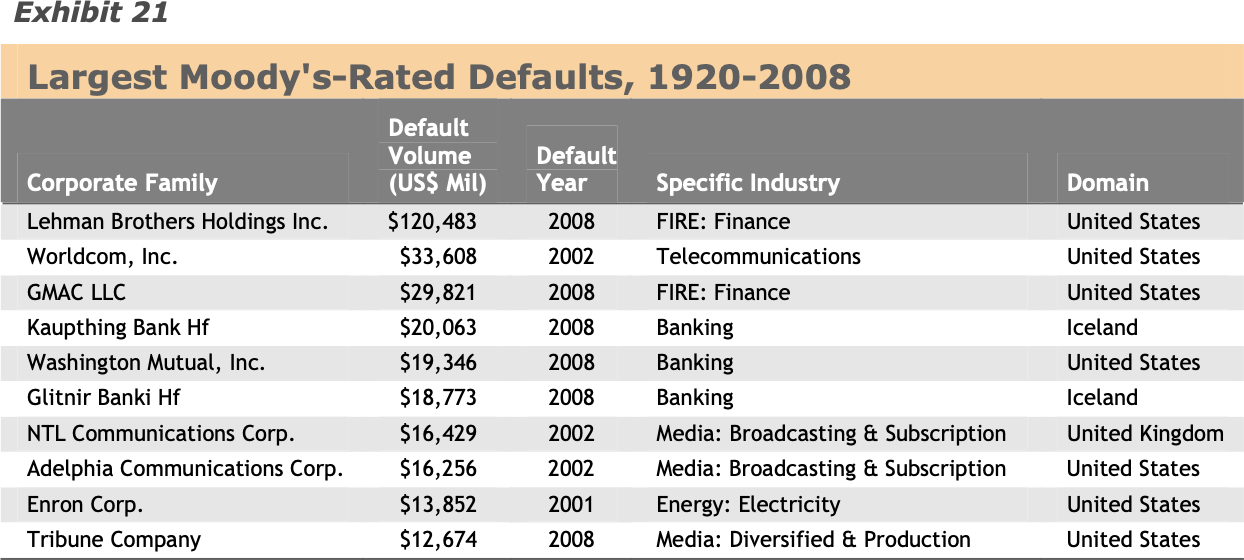 Exhibit 21
Largest Moody's-Rated Defaults, 1920-2008
Corporate Family Default Volume (US$ Mil) Default Year Specific Industry Domain
Lehman Brothers Holdings Inc. $120,483 2008 FIRE: Finance United States
Worldcom, Inc. $33,608 2002 Telecommunications United States
GMAC LLC $29,821 2008 FIRE: Finance United States
Kaupthing Bank Hf $20,063 2008 Banking Iceland
Washington Mutual, Inc. $19,346 2008 Banking United States
Glitnir Banki Hf $18,773 2008 Banking Iceland
NTL Communications Corp. $16,429 2002 Media: Broadcasting & Subscription United Kingdom
Adelphia Communications Corp. $16,256 2002 Media: Broadcasting & Subscription United States
Enron Corp. $13,852 2001 Energy: Electricity United States
Tribune Company $12,674 2008 Media: Diversified & Production United States